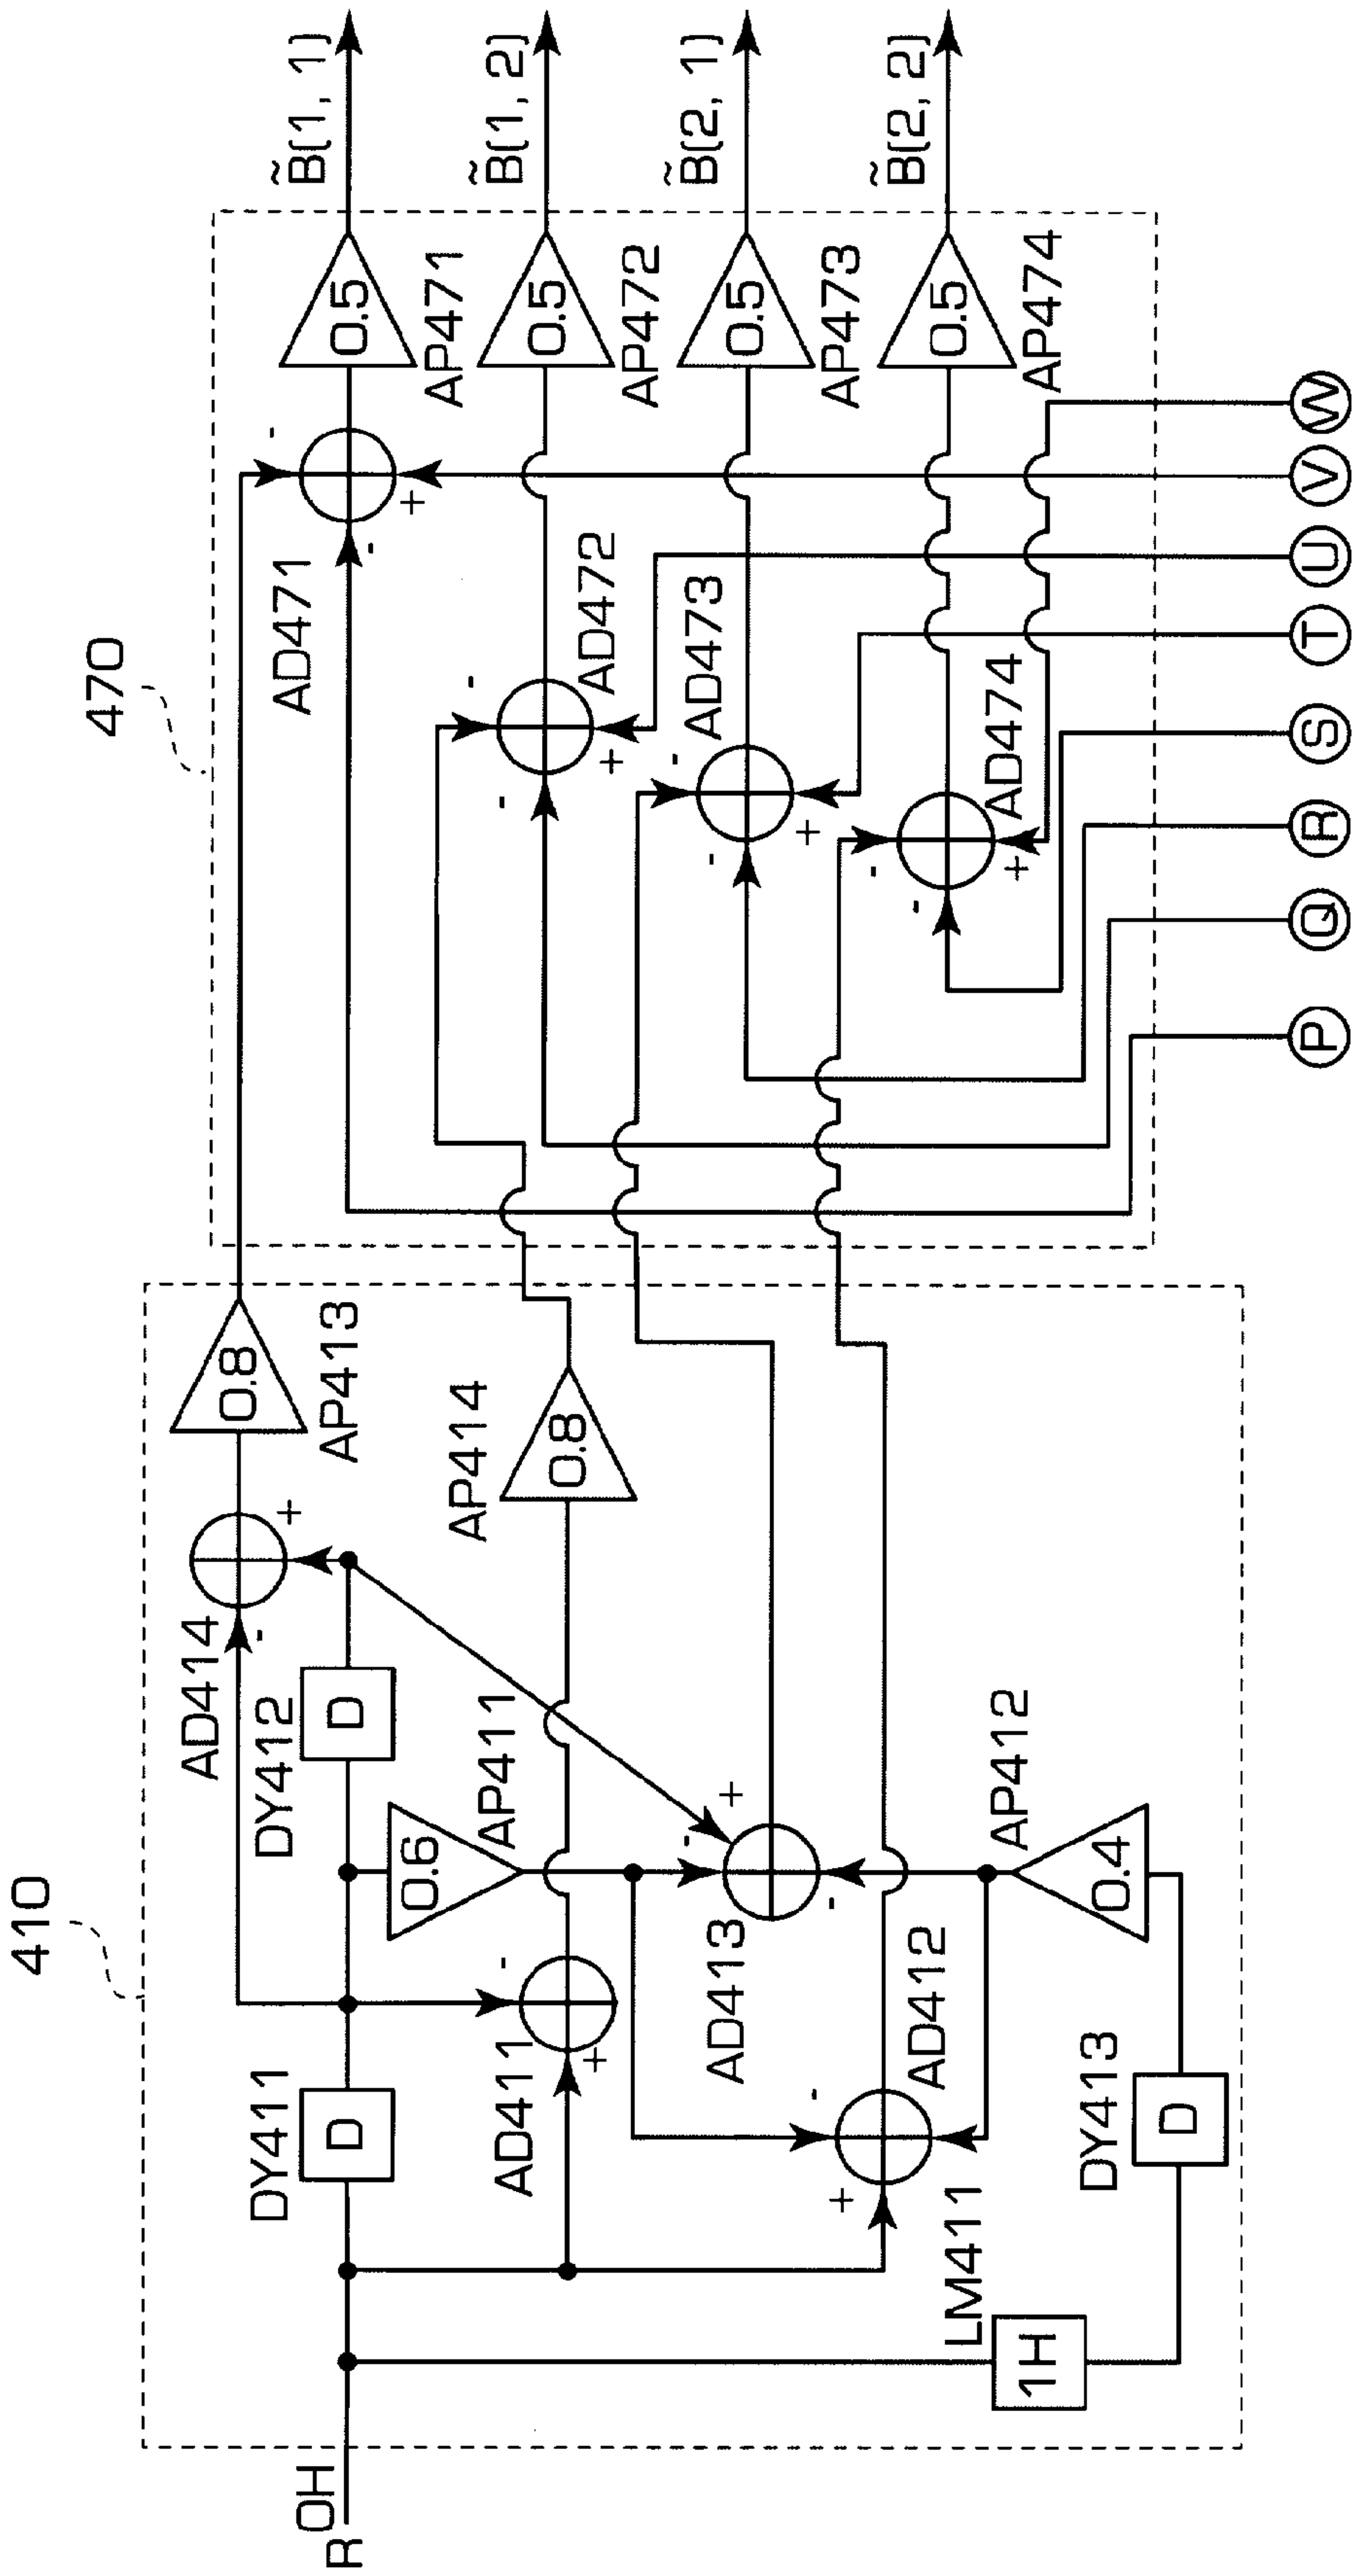 410
R^OH
DY411
D
AD414
-
+
0.8
AP413
DY412
D
0.6
AP411
AD411
+
-
AP414
0.8
AD413
-
+
-
AD412
+
-
LM411
1H
DY413
D
AP412
0.4
470
AD471
-
-
+
0.5
AP471
B̃(1, 1)
AD472
-
-
+
0.5
AP472
B̃(1, 2)
AD473
-
-
+
0.5
AP473
B̃(2, 1)
AD474
-
-
+
0.5
AP474
B̃(2, 2)
P
Q
R
S
T
U
V
W